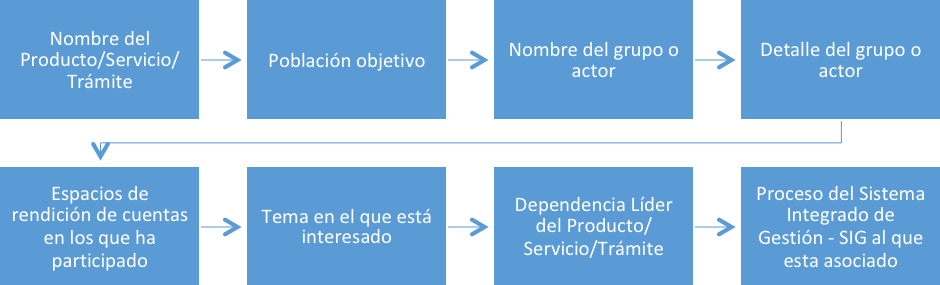 Nombre del
Producto/Servicio/
Trámite
Población objetivo
Nombre del grupo o
actor
Detalle del grupo o
actor
Espacios de
rendición de cuentas
en los que ha
participado
Tema en el que está
interesado
Dependencia Líder
del Producto/
Servicio/Trámite
Proceso del Sistema
Integrado de
Gestión - SIG al que
esta asociado